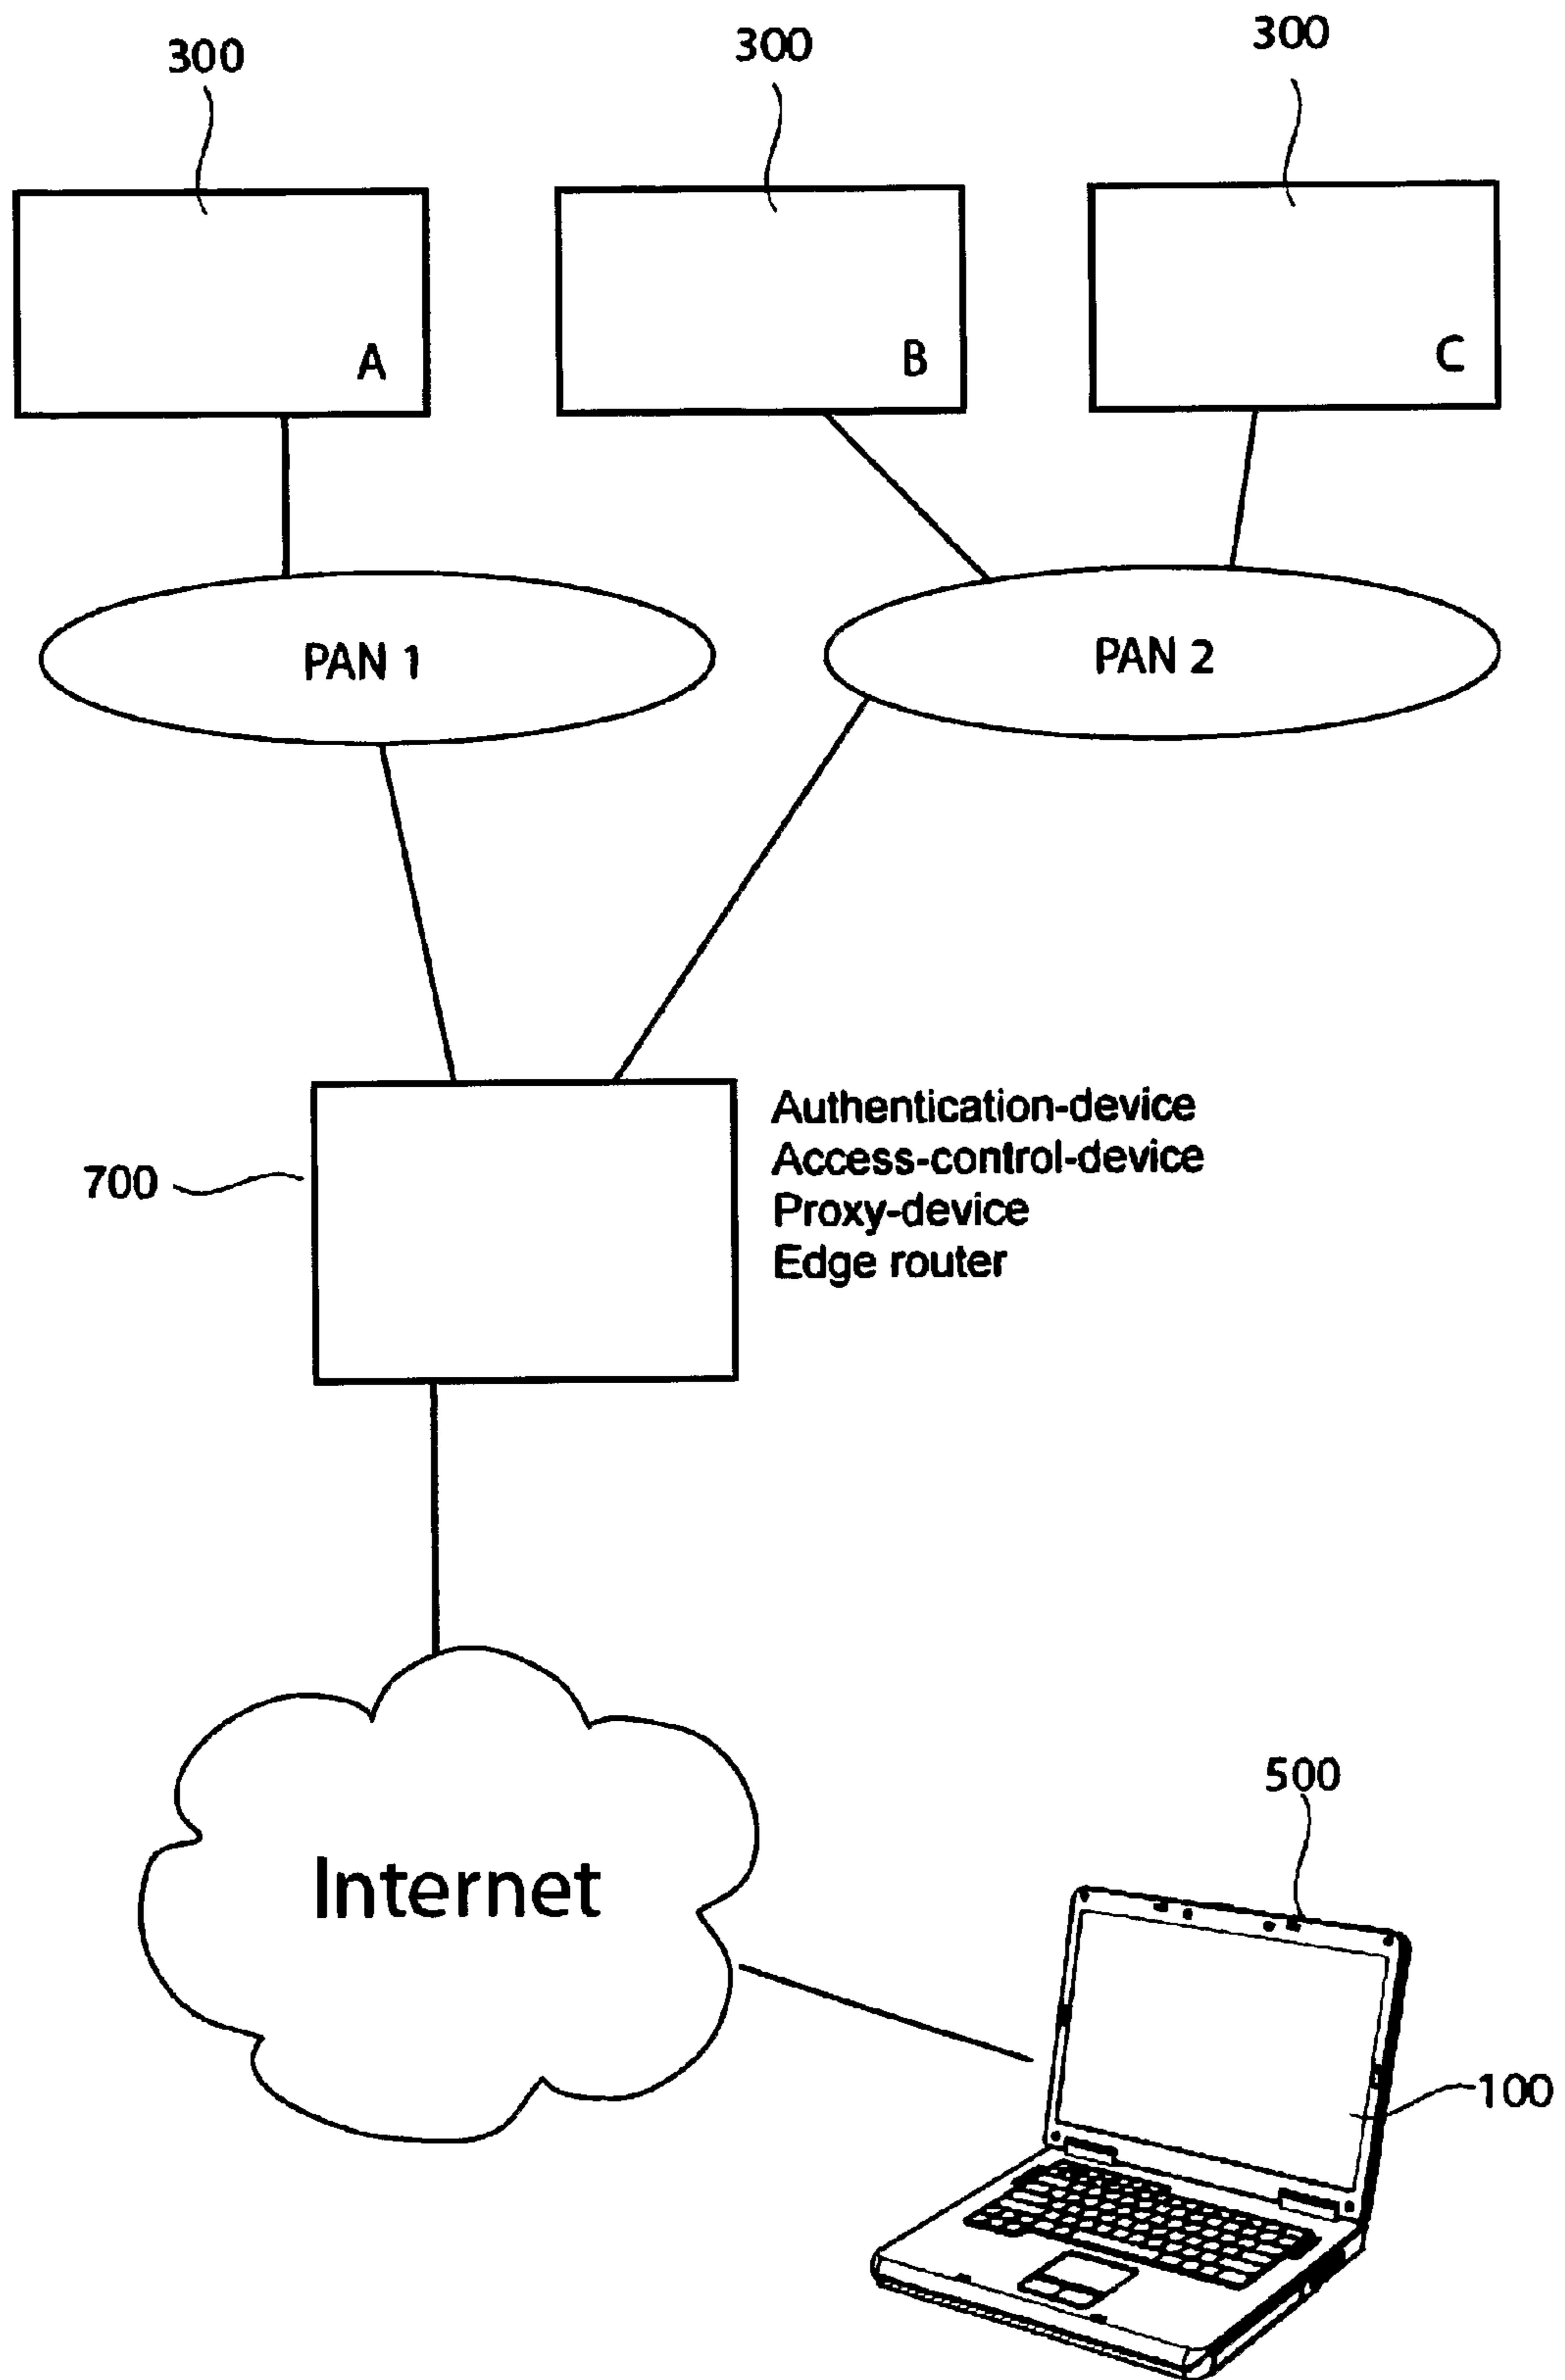 300
300
300
A
B
C
PAN 1
PAN 2
700
Authentication-device
Access-control-device
Proxy-device
Edge router
Internet
500
100